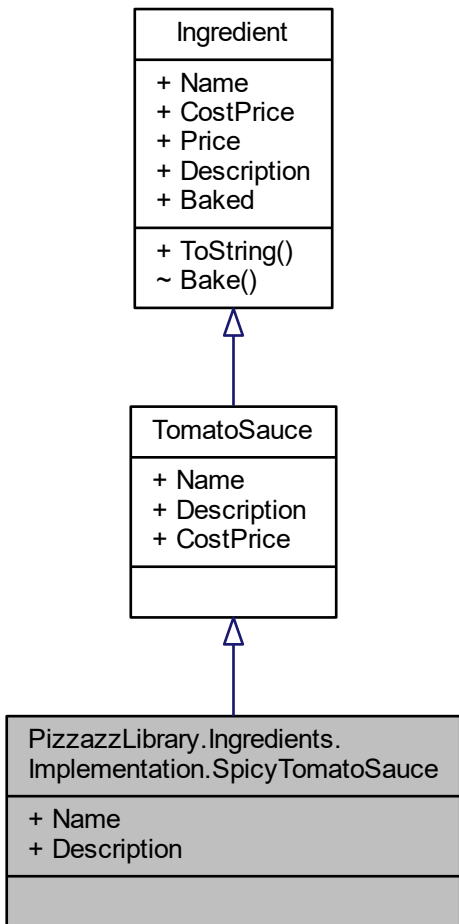 Ingredient
+ Name
+ CostPrice
+ Price
+ Description
+ Baked
+ ToString()
~ Bake()
TomatoSauce
+ Name
+ Description
+ CostPrice
PizzazzLibrary.Ingredients.
Implementation.SpicyTomatoSauce
+ Name
+ Description